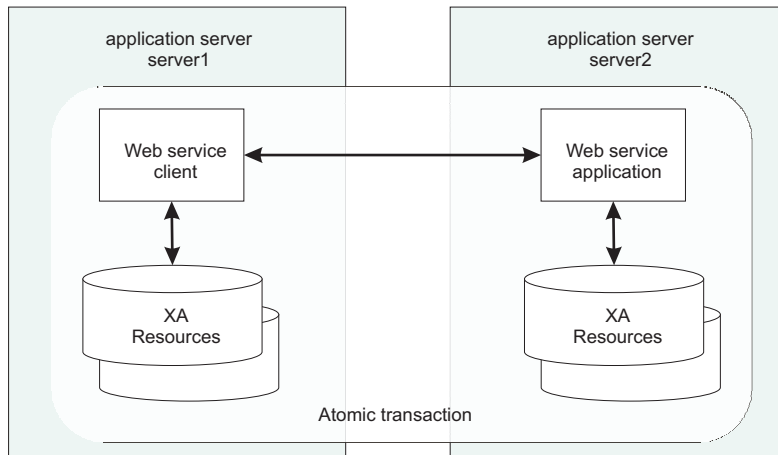 application server
server1
application server
server2
Web service
client
Web service
application
XA
Resources
XA
Resources
Atomic transaction